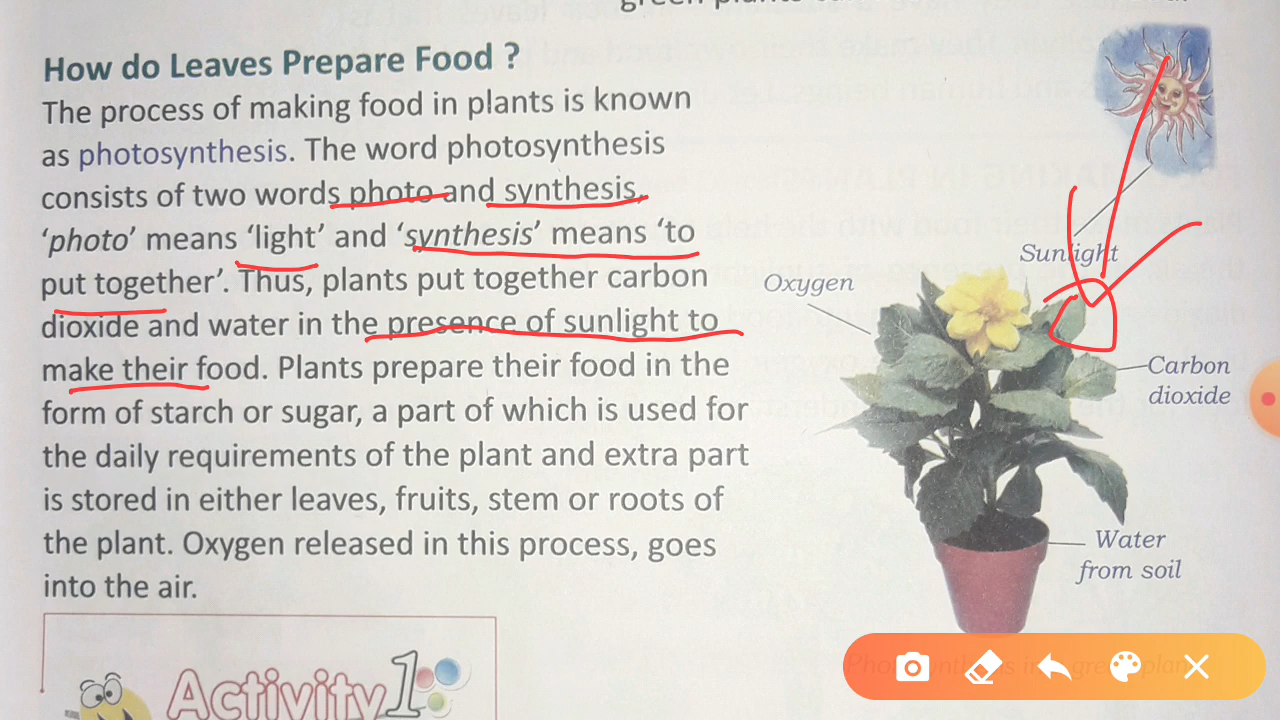 How do Leaves Prepare Food ?
The process of making food in plants is known
as photosynthesis. The word photosynthesis
consists of two words photo and synthesis,
‘photo’ means ‘light’ and ‘synthesis’ means ‘to
put together’. Thus, plants put together carbon
dioxide and water in the presence of sunlight to
make their food. Plants prepare their food in the
form of starch or sugar, a part of which is used for
the daily requirements of the plant and extra part
is stored in either leaves, fruits, stem or roots of
the plant. Oxygen released in this process, goes
into the air.
Activity 1
Sunlight
Oxygen
Carbon
dioxide
Water
from soil